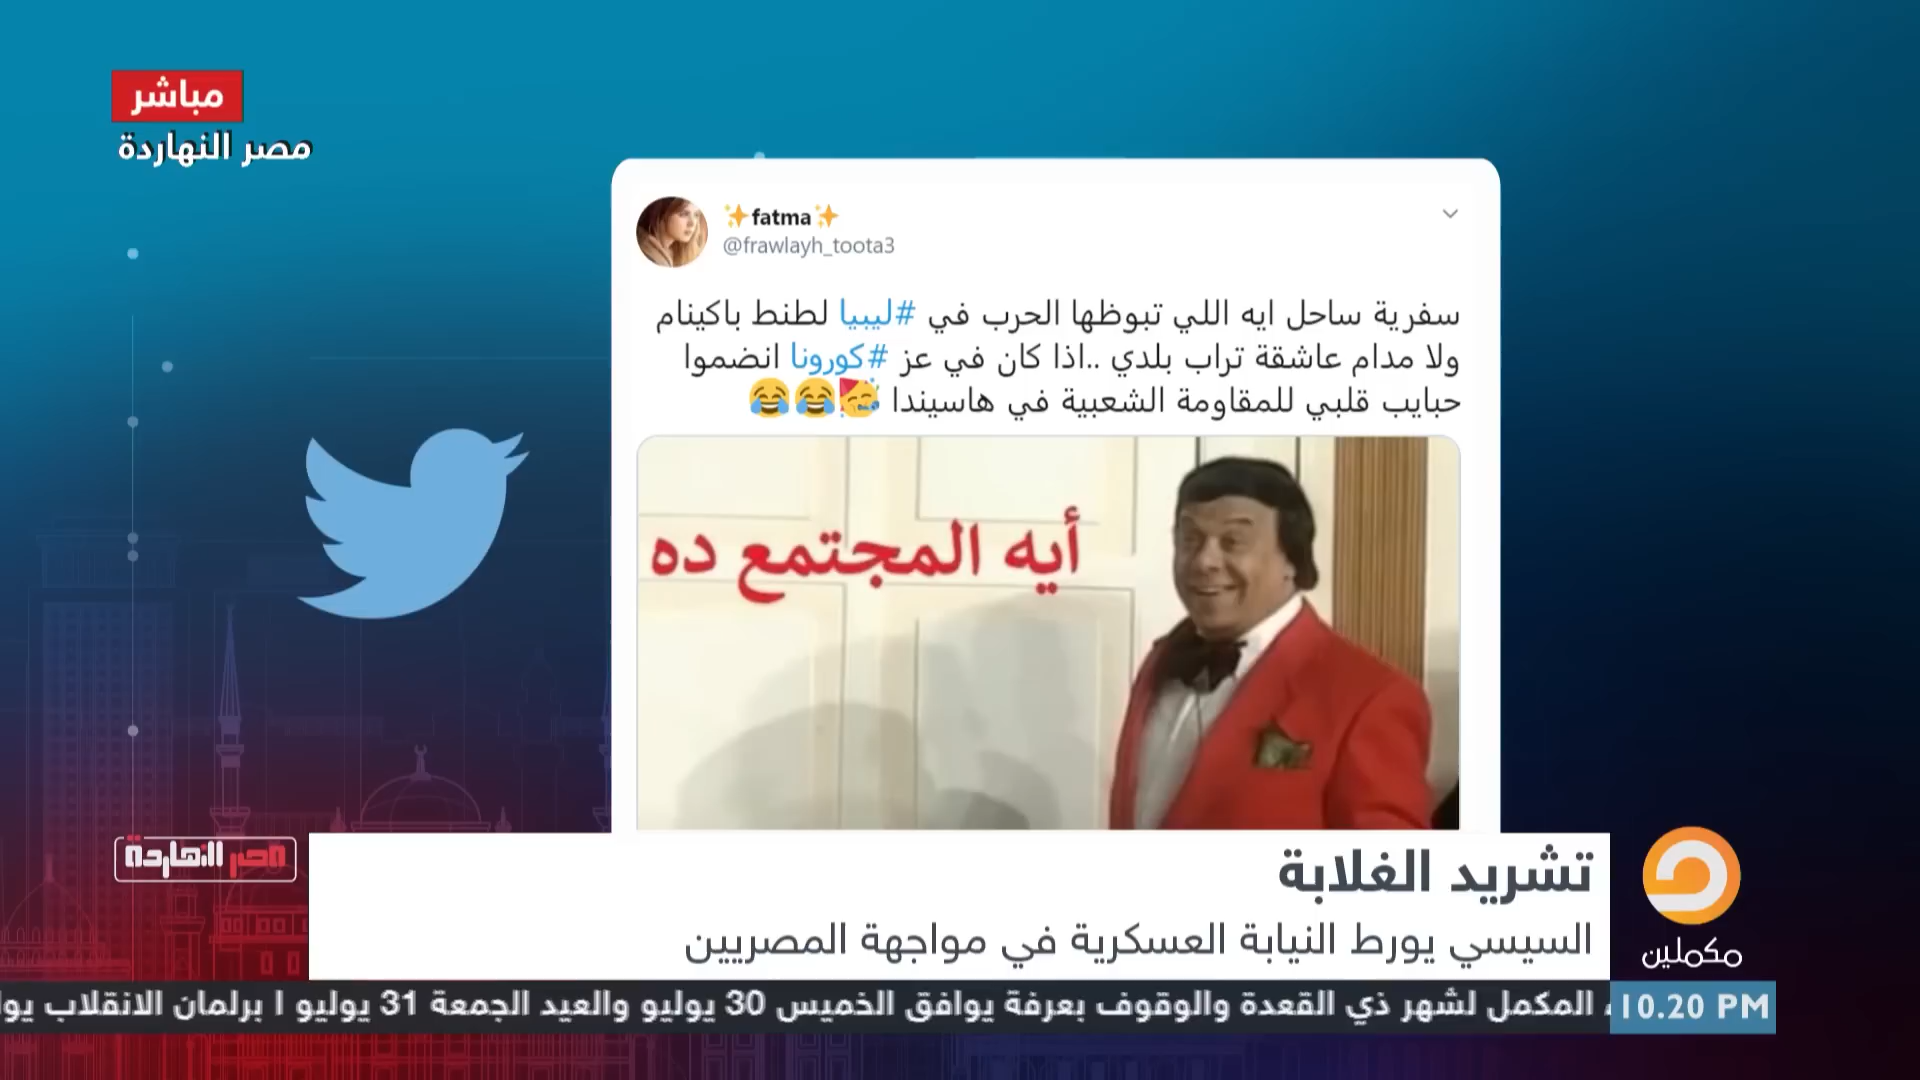 مباشر
مصر النهاردة
✨fatma✨
@frawlayh_toota3
سفرية ساحل ايه اللي تبوظها الحرب في #ليبيا لطنط باكينام
ولا مدام عاشقة تراب بلدي ..اذا كان في عز #كورونا انضموا
حبايب قلبي للمقاومة الشعبية في هاسيندا 🥳😂😂
أيه المجتمع ده
مصر النهاردة
تشريد الغلابة
السيسي يورط النيابة العسكرية في مواجهة المصريين
مكملين
المكمل لشهر ذي القعدة والوقوف بعرفة يوافق الخميس 30 يوليو والعيد الجمعة 31 يوليو | برلمان الانقلاب
10.20 PM